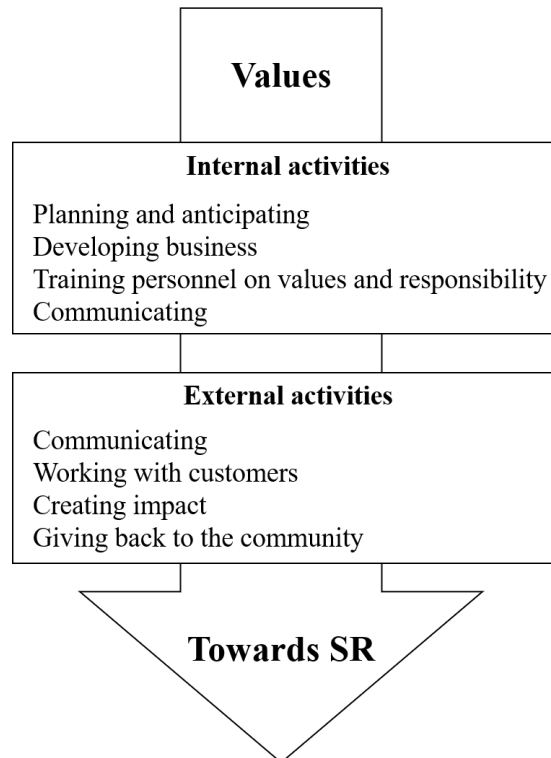 Values
Internal activities
Planning and anticipating
Developing business
Training personnel on values and responsibility
Communicating
External activities
Communicating
Working with customers
Creating impact
Giving back to the community
Towards SR